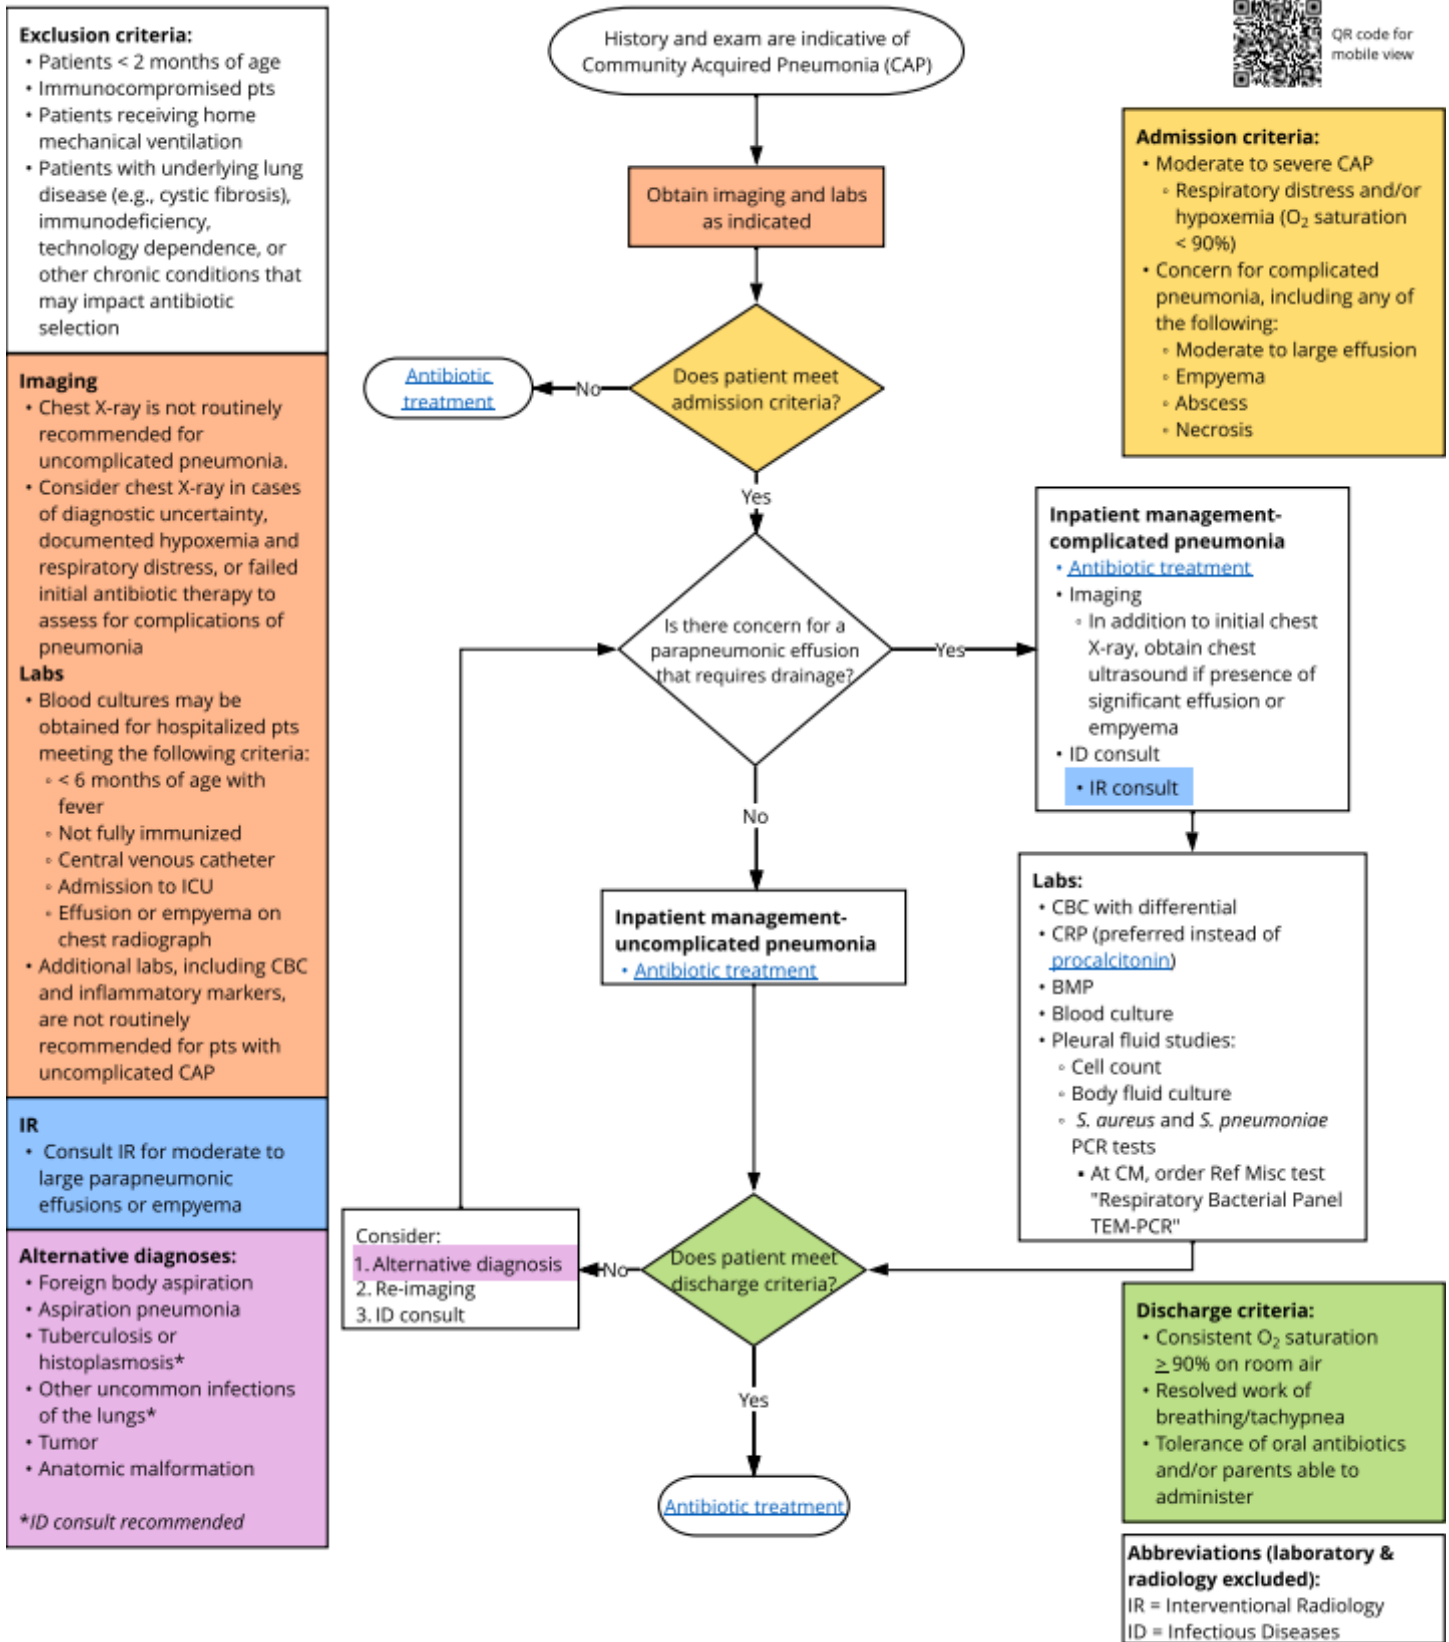 Exclusion criteria:
• Patients < 2 months of age
• Immunocompromised pts
• Patients receiving home
mechanical ventilation
• Patients with underlying lung
disease (e.g., cystic fibrosis),
immunodeficiency,
technology dependence, or
other chronic conditions that
may impact antibiotic
selection
Imaging
• Chest X-ray is not routinely
recommended for
uncomplicated pneumonia.
• Consider chest X-ray in cases
of diagnostic uncertainty,
documented hypoxemia and
respiratory distress, or failed
initial antibiotic therapy to
assess for complications of
pneumonia
Labs
• Blood cultures may be
obtained for hospitalized pts
meeting the following criteria:
◦ < 6 months of age with
fever
◦ Not fully immunized
◦ Central venous catheter
◦ Admission to ICU
◦ Effusion or empyema on
chest radiograph
• Additional labs, including CBC
and inflammatory markers,
are not routinely
recommended for pts with
uncomplicated CAP
IR
• Consult IR for moderate to
large parapneumonic
effusions or empyema
Alternative diagnoses:
• Foreign body aspiration
• Aspiration pneumonia
• Tuberculosis or
histoplasmosis*
• Other uncommon infections
of the lungs*
• Tumor
• Anatomic malformation
*ID consult recommended
History and exam are indicative of
Community Acquired Pneumonia (CAP)
Obtain imaging and labs
as indicated
Does patient meet
admission criteria?
No
Antibiotic
treatment
Yes
Is there concern for a
parapneumonic effusion
that requires drainage?
Yes
No
Inpatient management-
uncomplicated pneumonia
• Antibiotic treatment
Does patient meet
discharge criteria?
No
Consider:
1. Alternative diagnosis
2. Re-imaging
3. ID consult
Yes
Antibiotic treatment
QR code for
mobile view
Admission criteria:
• Moderate to severe CAP
◦ Respiratory distress and/or
hypoxemia (O₂ saturation
< 90%)
• Concern for complicated
pneumonia, including any of
the following:
◦ Moderate to large effusion
◦ Empyema
◦ Abscess
◦ Necrosis
Inpatient management-
complicated pneumonia
• Antibiotic treatment
• Imaging
◦ In addition to initial chest
X-ray, obtain chest
ultrasound if presence of
significant effusion or
empyema
• ID consult
• IR consult
Labs:
• CBC with differential
• CRP (preferred instead of
procalcitonin)
• BMP
• Blood culture
• Pleural fluid studies:
◦ Cell count
◦ Body fluid culture
◦ S. aureus and S. pneumoniae
PCR tests
▪ At CM, order Ref Misc test
"Respiratory Bacterial Panel
TEM-PCR"
Discharge criteria:
• Consistent O₂ saturation
≥ 90% on room air
• Resolved work of
breathing/tachypnea
• Tolerance of oral antibiotics
and/or parents able to
administer
Abbreviations (laboratory &
radiology excluded):
IR = Interventional Radiology
ID = Infectious Diseases